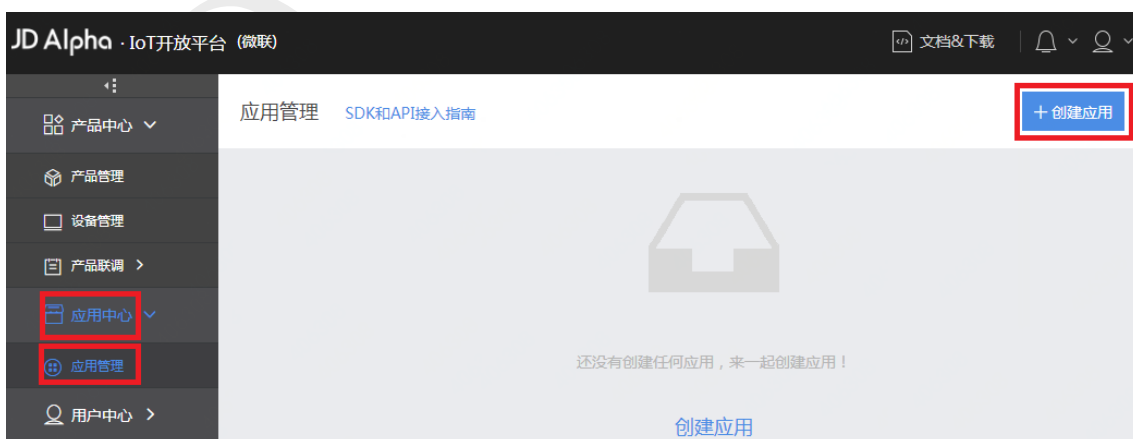 JD Alpha · IoT开放平台 (微联)
文档&下载
产品中心
产品管理
设备管理
产品联调
应用中心
应用管理
用户中心
应用管理 SDK和API接入指南
+创建应用
还没有创建任何应用，来一起创建应用！
创建应用